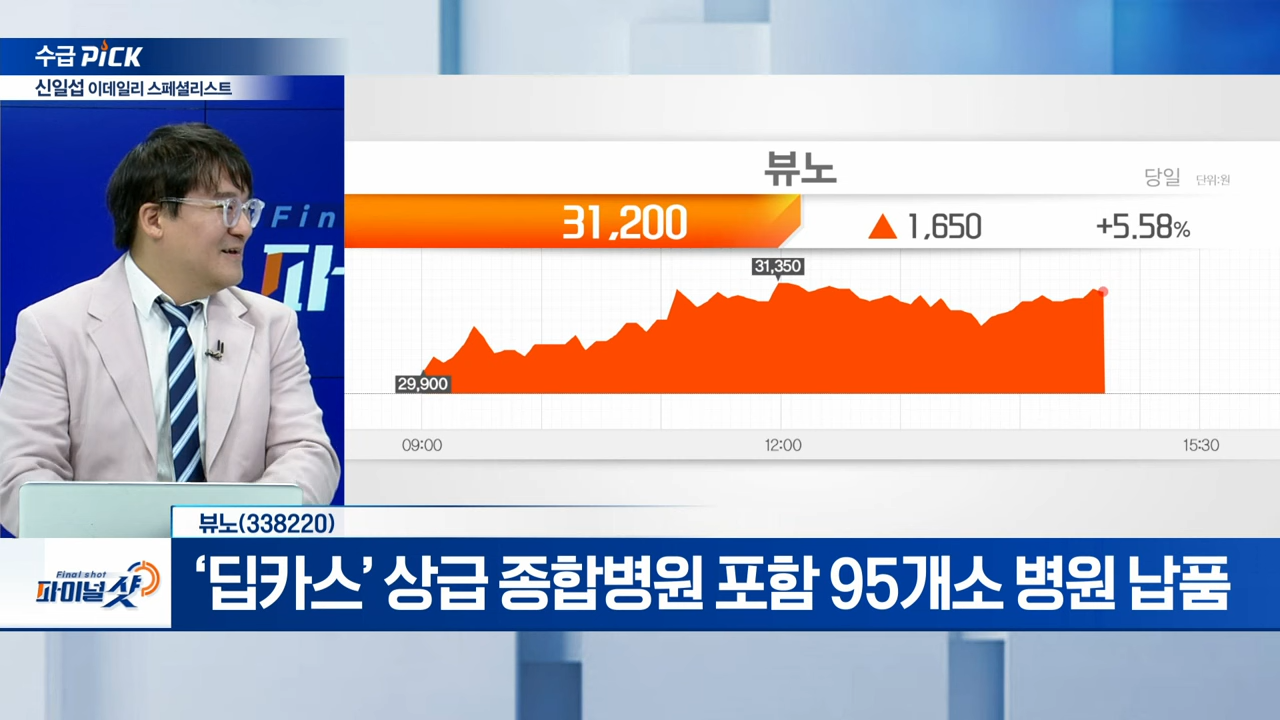 수급 PiCK
신일섭 이데일리 스페셜리스트
Fin
파
뷰노
당일 단위:원
31,200 ▲ 1,650 +5.58%
31,350
29,900
09:00 12:00 15:30
뷰노(338220)
Final shot
파이널샷
‘딥카스’ 상급 종합병원 포함 95개소 병원 납품